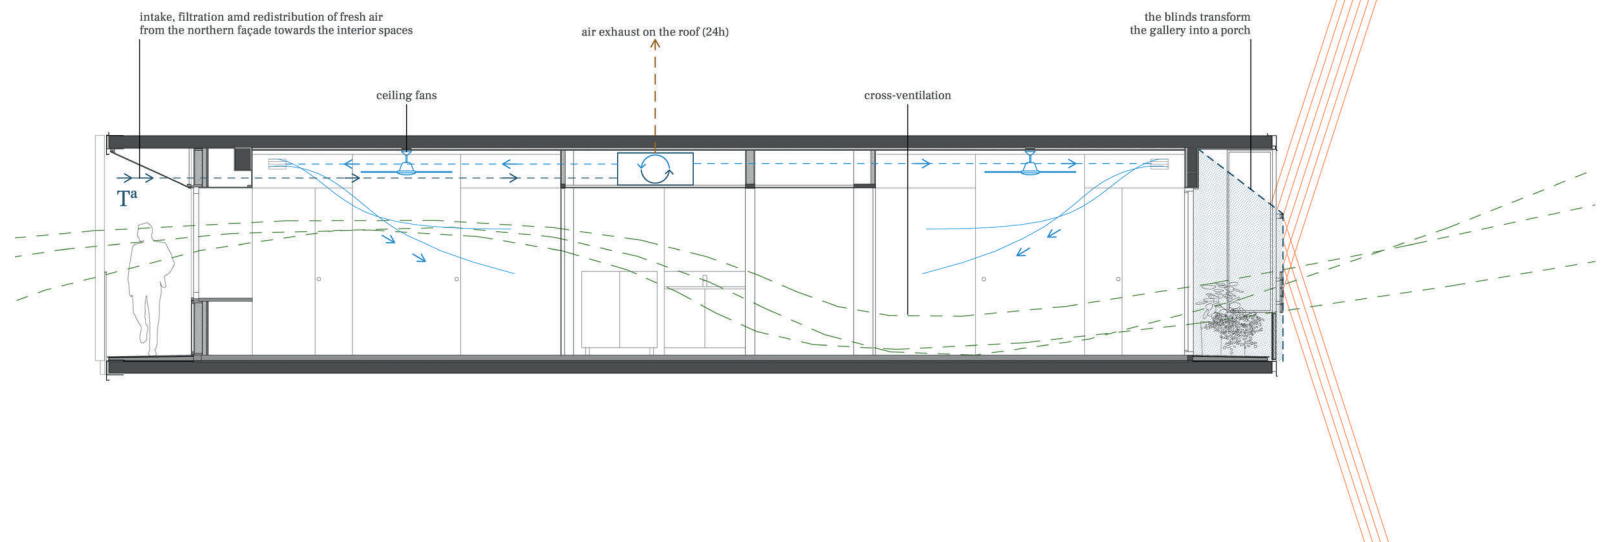 intake, filtration amd redistribution of fresh air
from the northern façade towards the interior spaces
air exhaust on the roof (24h)
the blinds transform
the gallery into a porch
ceiling fans
cross-ventilation
Tª